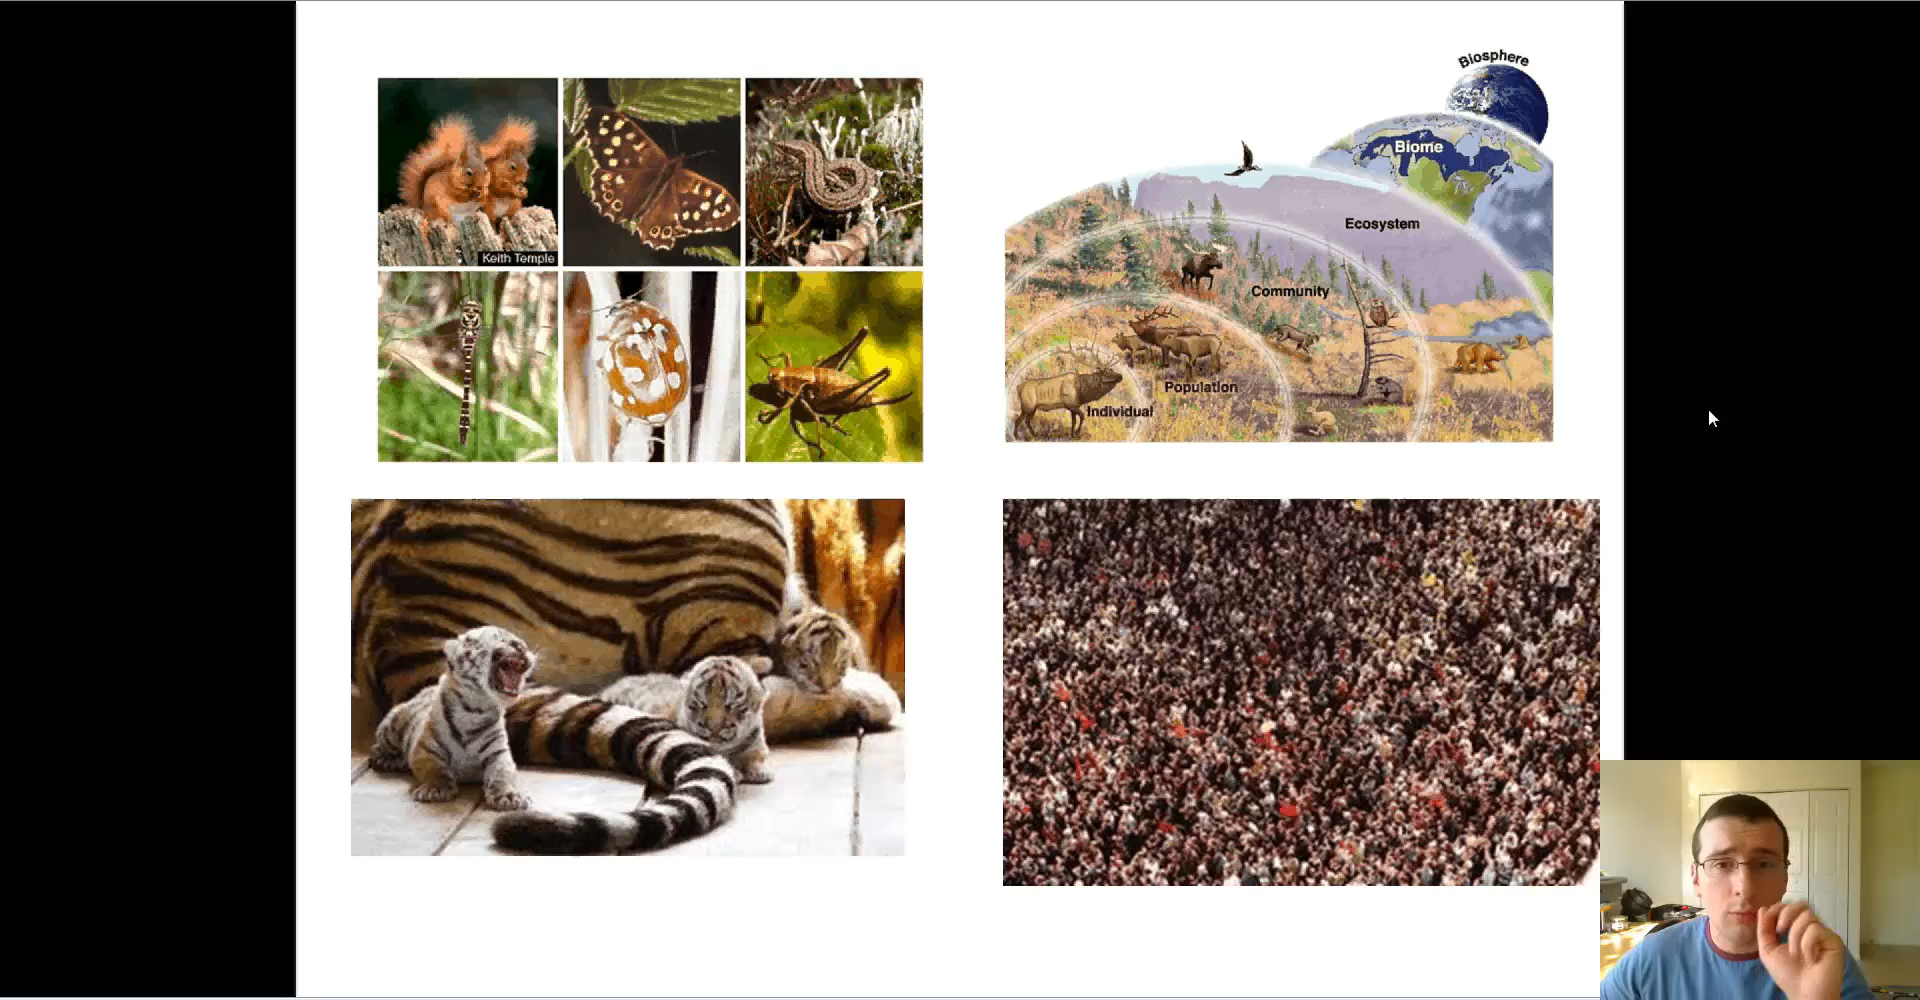 Keith Temple
Biosphere
Biome
Ecosystem
Community
Population
Individual